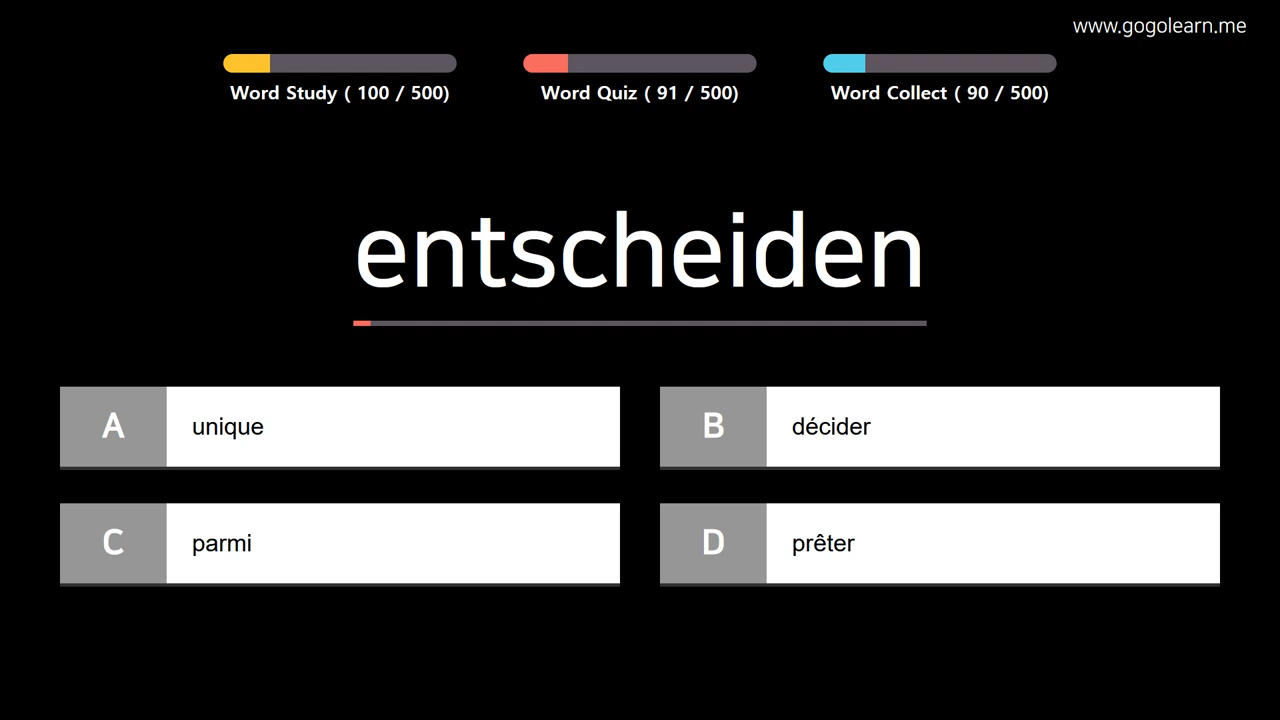 www.gogolearn.me
Word Study ( 100 / 500)
Word Quiz ( 91 / 500)
Word Collect ( 90 / 500)
entscheiden
A unique
B décider
C parmi
D prêter